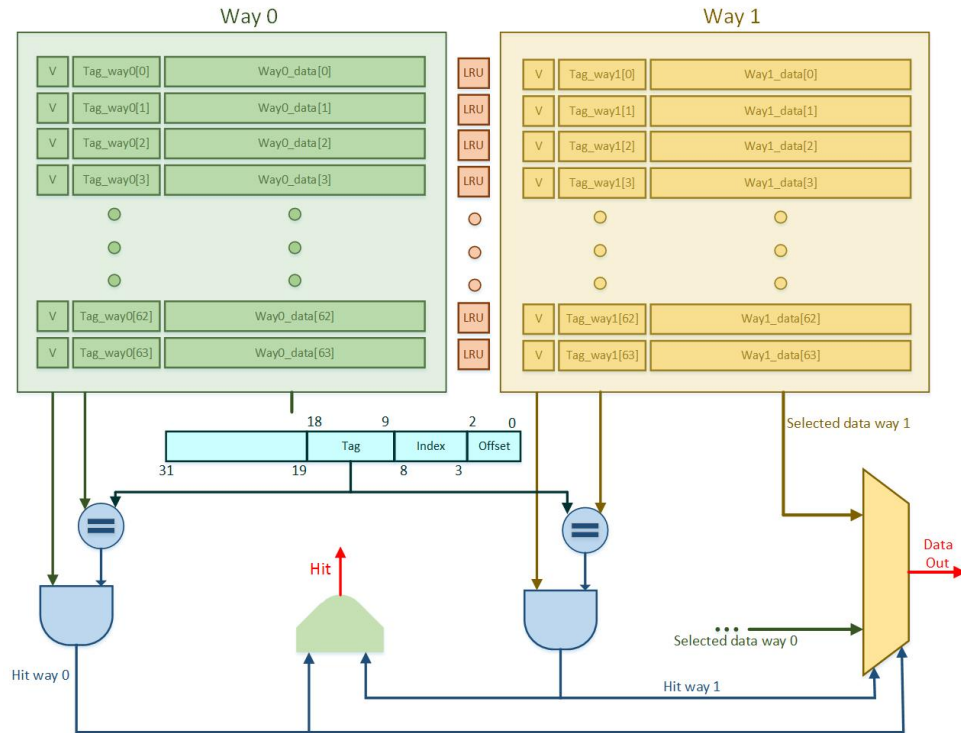 Way 0
Way 1
V Tag_way0[0] Way0_data[0] LRU V Tag_way1[0] Way1_data[0]
V Tag_way0[1] Way0_data[1] LRU V Tag_way1[1] Way1_data[1]
V Tag_way0[2] Way0_data[2] LRU V Tag_way1[2] Way1_data[2]
V Tag_way0[3] Way0_data[3] LRU V Tag_way1[3] Way1_data[3]
V Tag_way0[62] Way0_data[62] LRU V Tag_way1[62] Way1_data[62]
V Tag_way0[63] Way0_data[63] LRU V Tag_way1[63] Way1_data[63]
18 9 2 0
Tag Index Offset
31 19 8 3
Selected data way 1
Hit
Data
Out
Selected data way 0
Hit way 0
Hit way 1